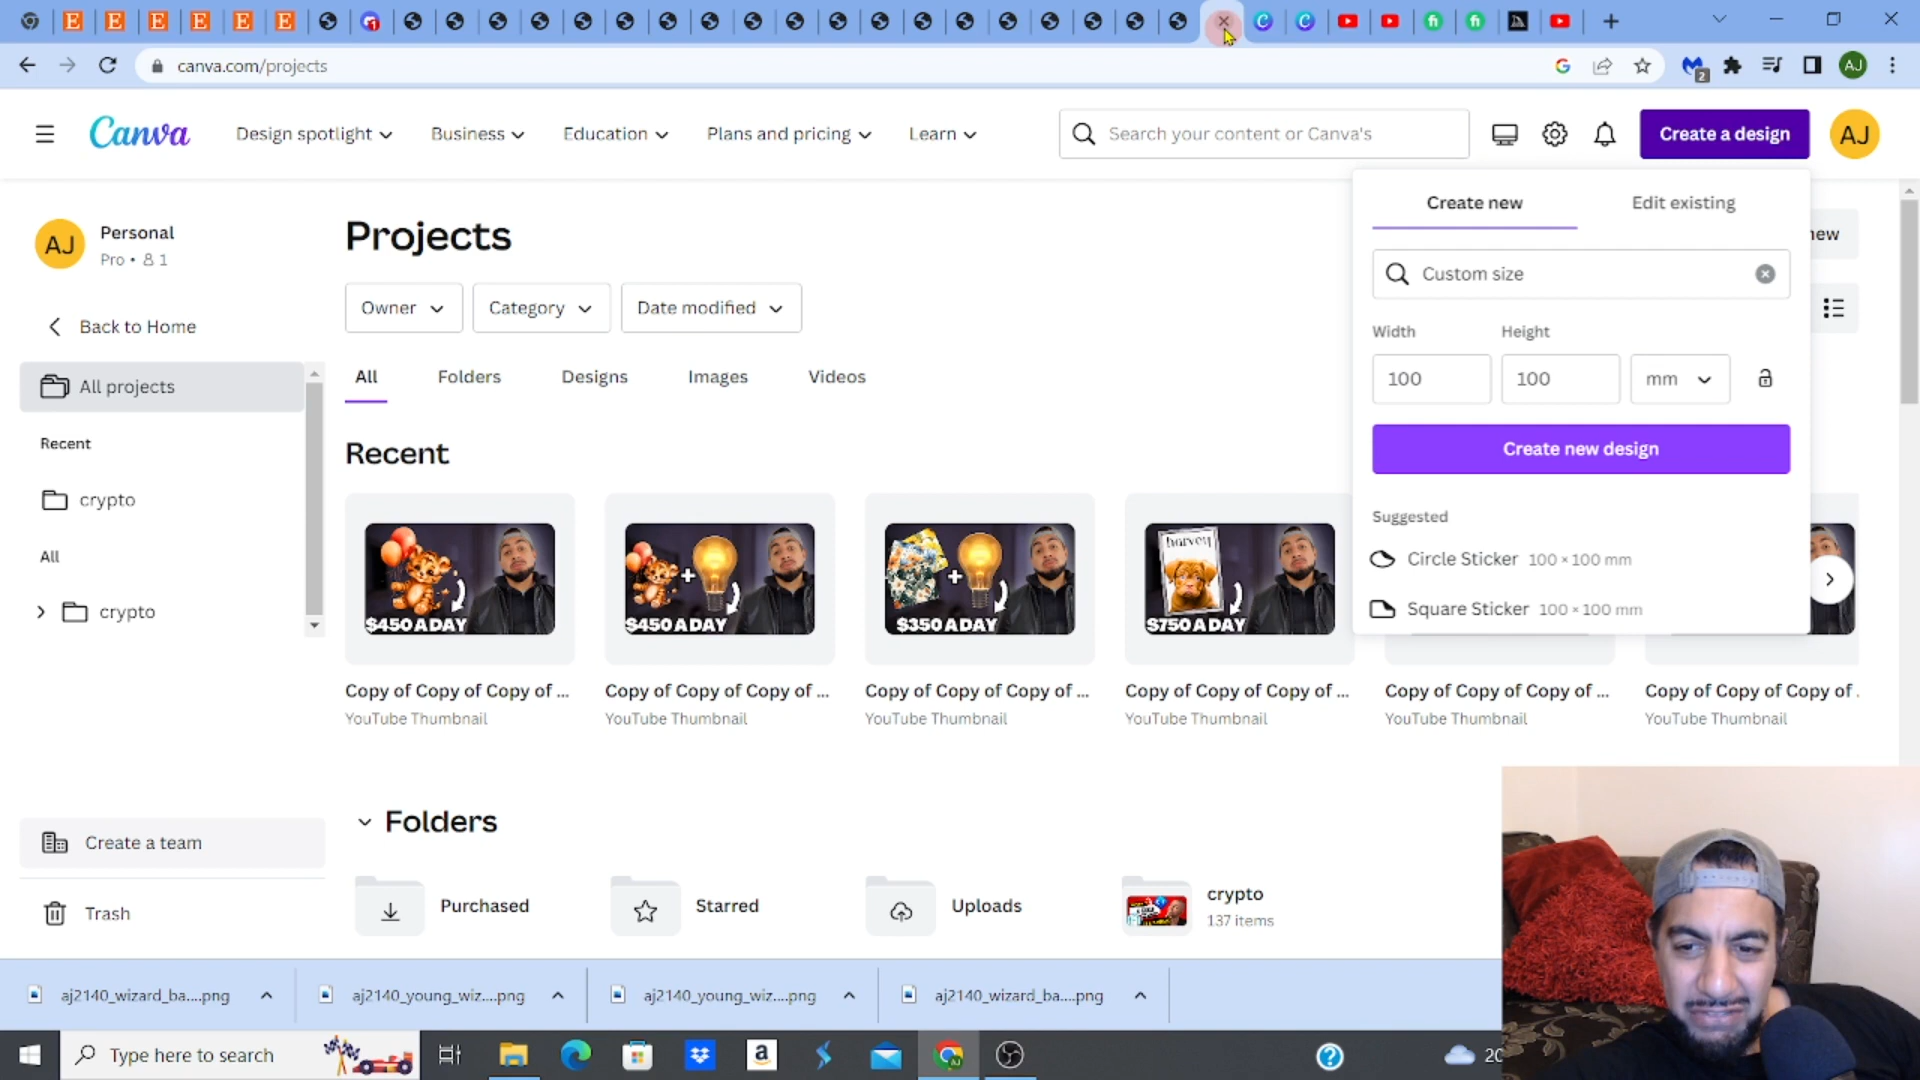 canva.com/projects
2
AJ
Canva
Design spotlight
Business
Education
Plans and pricing
Learn
Search your content or Canva's
Create a design
AJ
Create new
Edit existing
Custom size
Width
Height
100
100
mm
Create new design
Suggested
Circle Sticker 100 × 100 mm
Square Sticker 100 × 100 mm
AJ
Personal
Pro • 1
Back to Home
All projects
Recent
crypto
All
crypto
Create a team
Trash
Projects
Owner
Category
Date modified
All
Folders
Designs
Images
Videos
Recent
$450 A DAY
$450 A DAY
$350 A DAY
harvey
$750 A DAY
Copy of Copy of Copy of ...
YouTube Thumbnail
Copy of Copy of Copy of ...
YouTube Thumbnail
Copy of Copy of Copy of ...
YouTube Thumbnail
Copy of Copy of Copy of ...
YouTube Thumbnail
Copy of Copy of Copy of ...
YouTube Thumbnail
Copy of Copy of Copy of .
YouTube Thumbnail
Folders
Purchased
Starred
Uploads
crypto
137 items
aj2140_wizard_ba....png
aj2140_young_wiz....png
aj2140_young_wiz....png
aj2140_wizard_ba....png
Type here to search
20